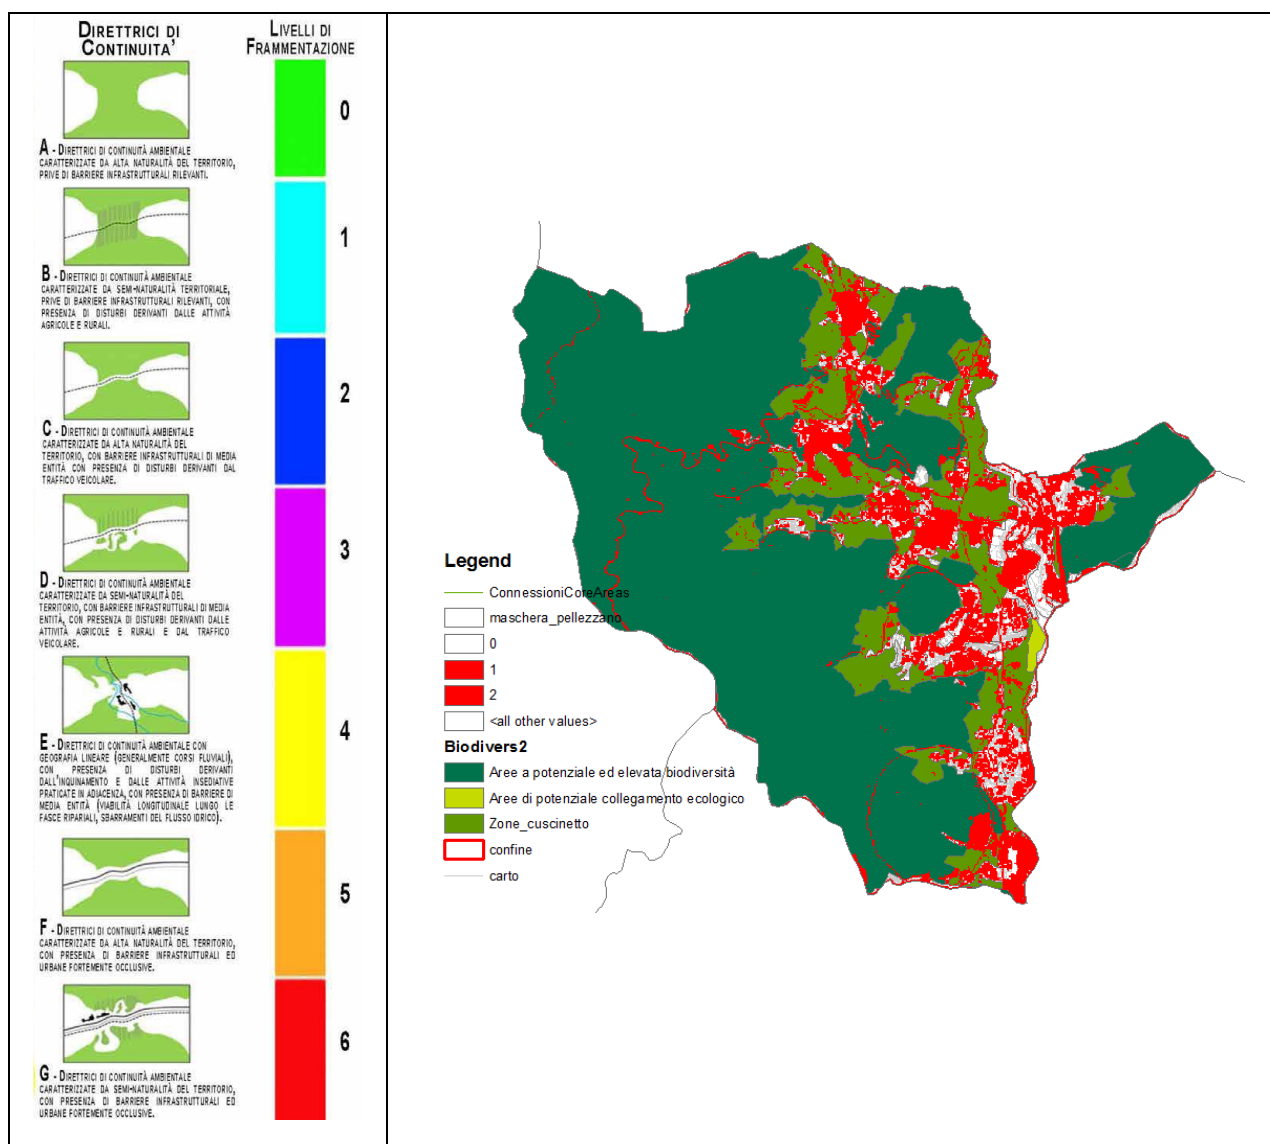 DIRETTRICI DI
CONTINUITA'
LIVELLI DI
FRAMMENTAZIONE
0
A - DIRETTRICI DI CONTINUITÀ AMBIENTALE
CARATTERIZZATE DA ALTA NATURALITÀ DEL TERRITORIO,
PRIVE DI BARRIERE INFRASTRUTTURALI RILEVANTI.
1
B - DIRETTRICI DI CONTINUITÀ AMBIENTALE
CARATTERIZZATE DA SEMI-NATURALITÀ TERRITORIALE,
PRIVE DI BARRIERE INFRASTRUTTURALI RILEVANTI, CON
PRESENZA DI DISTURBI DERIVANTI DALLE ATTIVITÀ
AGRICOLE E RURALI.
2
C - DIRETTRICI DI CONTINUITÀ AMBIENTALE
CARATTERIZZATE DA ALTA NATURALITÀ DEL
TERRITORIO, CON BARRIERE INFRASTRUTTURALI DI MEDIA
ENTITÀ CON PRESENZA DI DISTURBI DERIVANTI DAL
TRAFFICO VEICOLARE.
3
D - DIRETTRICI DI CONTINUITÀ AMBIENTALE
CARATTERIZZATE DA SEMI-NATURALITÀ DEL
TERRITORIO, CON BARRIERE INFRASTRUTTURALI DI MEDIA
ENTITÀ, CON PRESENZA DI DISTURBI DERIVANTI DALLE
ATTIVITÀ AGRICOLE E RURALI E DAL TRAFFICO
VEICOLARE.
4
E - DIRETTRICI DI CONTINUITÀ AMBIENTALE CON
GEOGRAFIA LINEARE (GENERALMENTE CORSI FLUVIALI),
CON PRESENZA DI DISTURBI DERIVANTI
DALL'INQUINAMENTO E DALLE ATTIVITÀ INSEDIATIVE
PRATICATE IN ADIACENZA, CON PRESENZA DI BARRIERE DI
MEDIA ENTITÀ (VIABILITÀ LONGITUDINALE LUNGO LE
FASCE RIPARIALI, SBARRAMENTI DEL FLUSSO IDRICO).
5
F - DIRETTRICI DI CONTINUITÀ AMBIENTALE
CARATTERIZZATE DA ALTA NATURALITÀ DEL TERRITORIO,
CON PRESENZA DI BARRIERE INFRASTRUTTURALI ED
URBANE FORTEMENTE OCCLUSIVE.
6
G - DIRETTRICI DI CONTINUITÀ AMBIENTALE
CARATTERIZZATE DA SEMI-NATURALITÀ DEL TERRITORIO,
CON PRESENZA DI BARRIERE INFRASTRUTTURALI ED
URBANE FORTEMENTE OCCLUSIVE.
Legend
ConnessioniCoreAreas
maschera_pellezzano
0
1
2
<all other values>
Biodivers2
Aree a potenziale ed elevata biodiversità
Aree di potenziale collegamento ecologico
Zone_cuscinetto
confine
carto